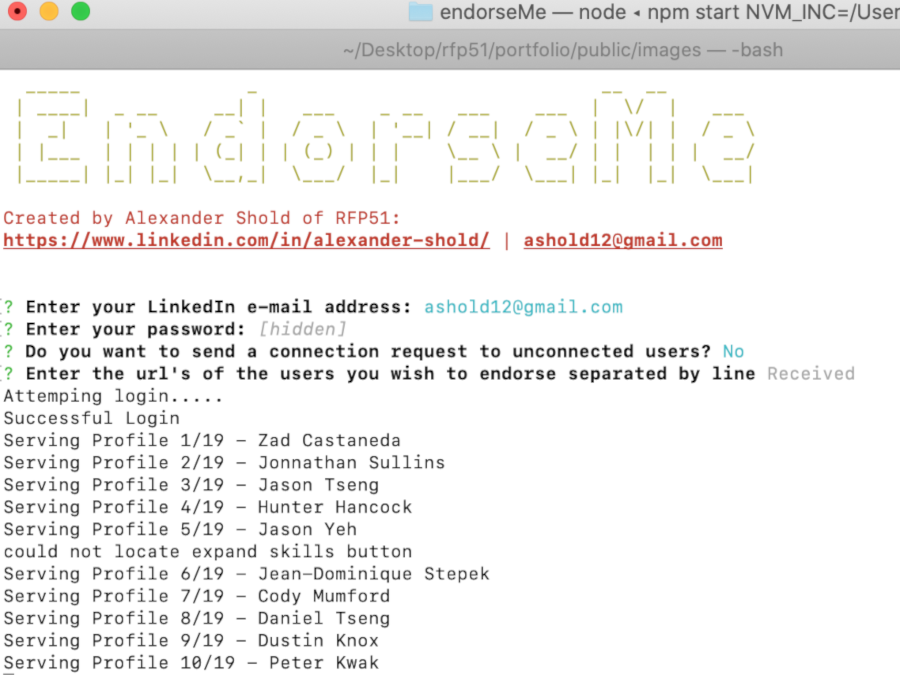 endorseMe — node ◂ npm start NVM_INC=/User
~/Desktop/rfp51/portfolio/public/images — -bash
EndorseMe
Created by Alexander Shold of RFP51:
https://www.linkedin.com/in/alexander-shold/ | ashold12@gmail.com
? Enter your LinkedIn e-mail address: ashold12@gmail.com
? Enter your password: [hidden]
? Do you want to send a connection request to unconnected users? No
? Enter the url's of the users you wish to endorse separated by line Received
Attemping login.....
Successful Login
Serving Profile 1/19 - Zad Castaneda
Serving Profile 2/19 - Jonnathan Sullins
Serving Profile 3/19 - Jason Tseng
Serving Profile 4/19 - Hunter Hancock
Serving Profile 5/19 - Jason Yeh
could not locate expand skills button
Serving Profile 6/19 - Jean-Dominique Stepek
Serving Profile 7/19 - Cody Mumford
Serving Profile 8/19 - Daniel Tseng
Serving Profile 9/19 - Dustin Knox
Serving Profile 10/19 - Peter Kwak